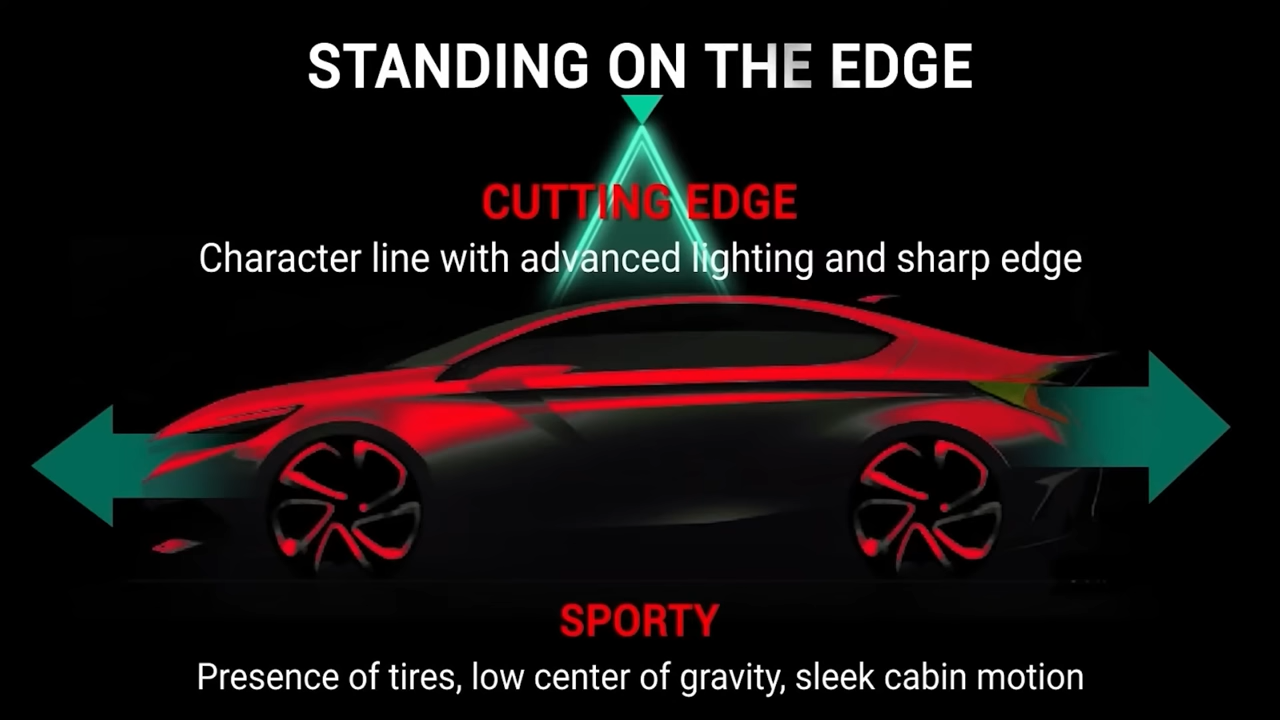 STANDING ON THE EDGE
CUTTING EDGE
Character line with advanced lighting and sharp edge
SPORTY
Presence of tires, low center of gravity, sleek cabin motion